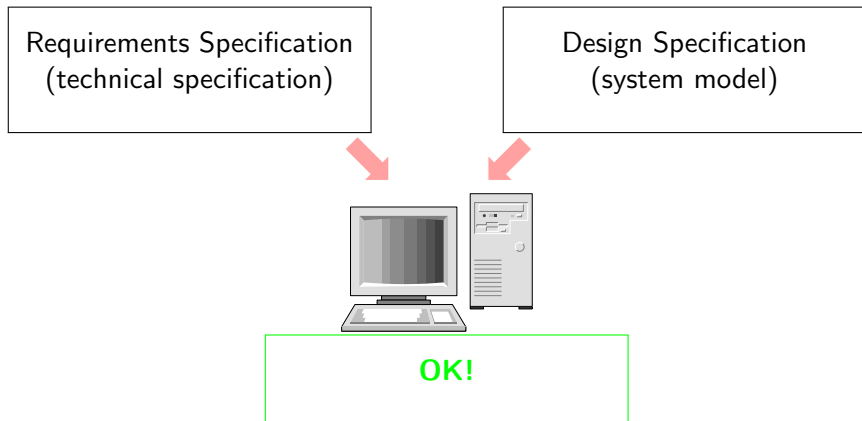 Requirements Specification
(technical specification)
Design Specification
(system model)
OK!